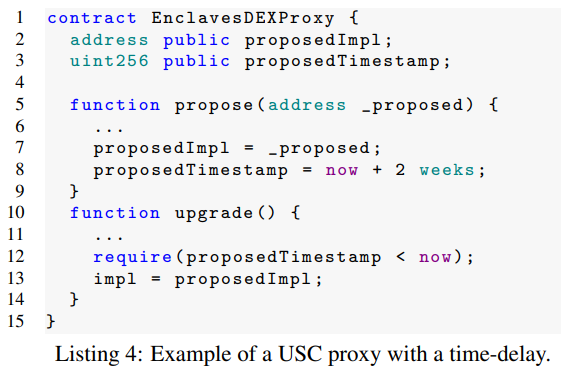 1 contract EnclavesDEXProxy {
2   address public proposedImpl;
3   uint256 public proposedTimestamp;
4
5   function propose(address _proposed) {
6     ...
7     proposedImpl = _proposed;
8     proposedTimestamp = now + 2 weeks;
9   }
10   function upgrade() {
11     ...
12     require(proposedTimestamp < now);
13     impl = proposedImpl;
14   }
15 }
Listing 4: Example of a USC proxy with a time-delay.